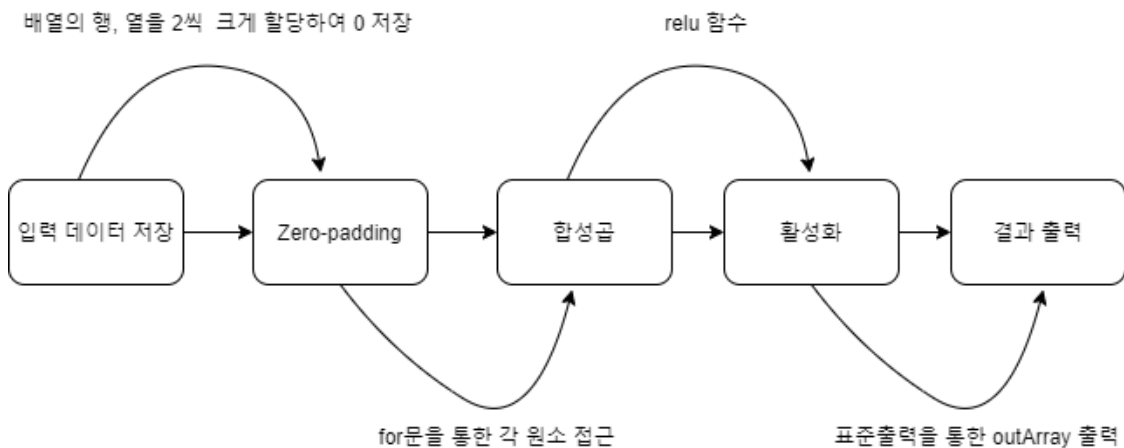 배열의 행, 열을 2씩 크게 할당하여 0 저장
relu 함수
입력 데이터 저장
Zero-padding
합성곱
활성화
결과 출력
for문을 통한 각 원소 접근
표준출력을 통한 outArray 출력